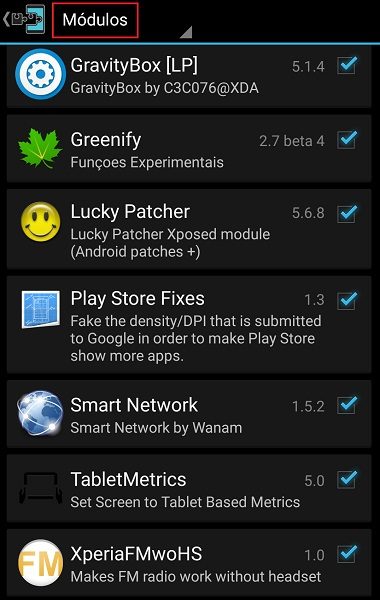 Módulos
GravityBox [LP] 5.1.4
GravityBox by C3C076@XDA
Greenify 2.7 beta 4
Funçoes Experimentais
Lucky Patcher 5.6.8
Lucky Patcher Xposed module
(Android patches +)
Play Store Fixes 1.3
Fake the density/DPI that is submitted
to Google in order to make Play Store
show more apps.
Smart Network 1.5.2
Smart Network by Wanam
TabletMetrics 5.0
Set Screen to Tablet Based Metrics
FM
XperiaFMwoHS 1.0
Makes FM radio work without headset